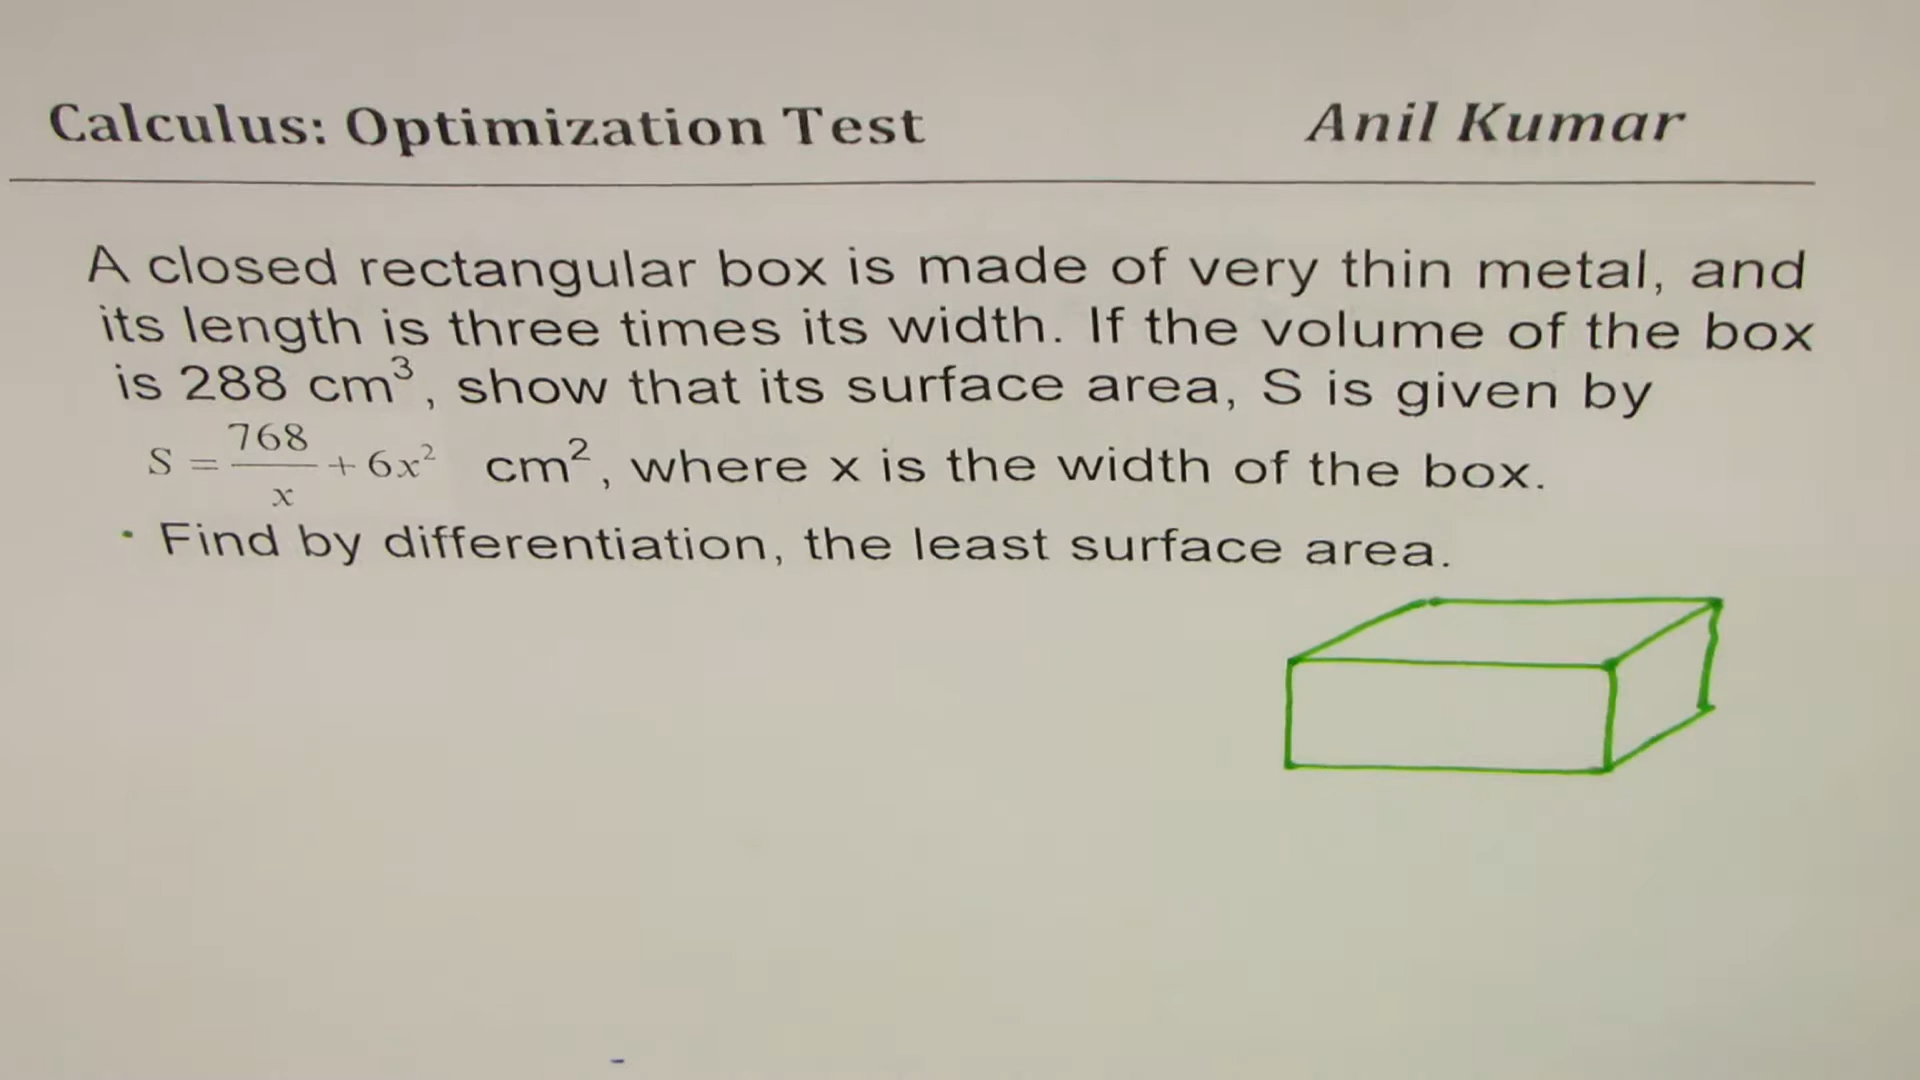 Calculus: Optimization Test Anil Kumar
A closed rectangular box is made of very thin metal, and
its length is three times its width. If the volume of the box
is 288 cm³, show that its surface area, S is given by
S = 768/x + 6x² cm², where x is the width of the box.
· Find by differentiation, the least surface area.